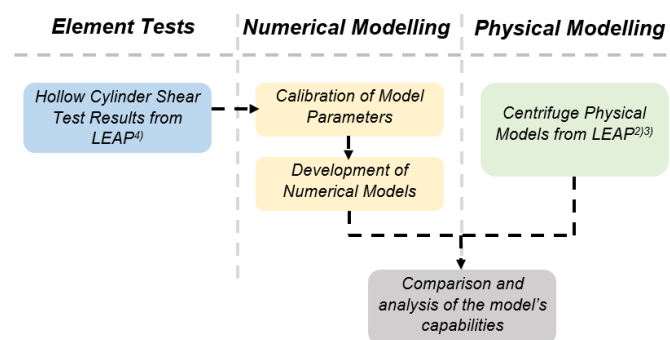 Element Tests
Numerical Modelling
Physical Modelling
Hollow Cylinder Shear
Test Results from
LEAP⁴⁾
Calibration of Model
Parameters
Development of
Numerical Models
Centrifuge Physical
Models from LEAP²⁾³⁾
Comparison and
analysis of the model's
capabilities